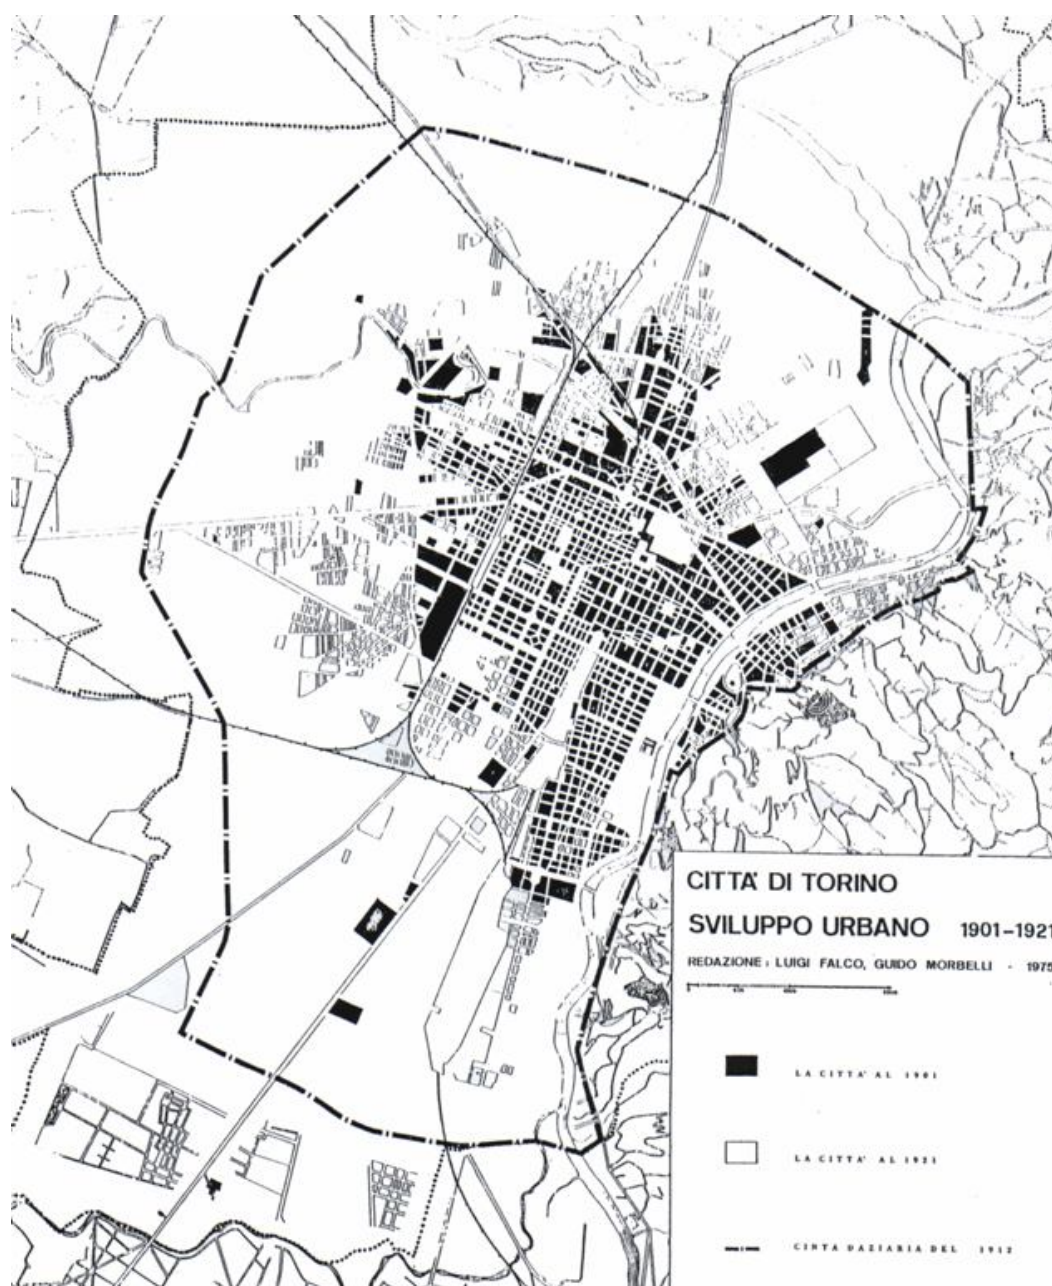 CITTA' DI TORINO
SVILUPPO URBANO 1901-1921
REDAZIONE: LUIGI FALCO, GUIDO MORBELLI - 1975
LA CITTA' AL 1901
LA CITTA' AL 1921
CINTA DAZIARIA DEL 1912